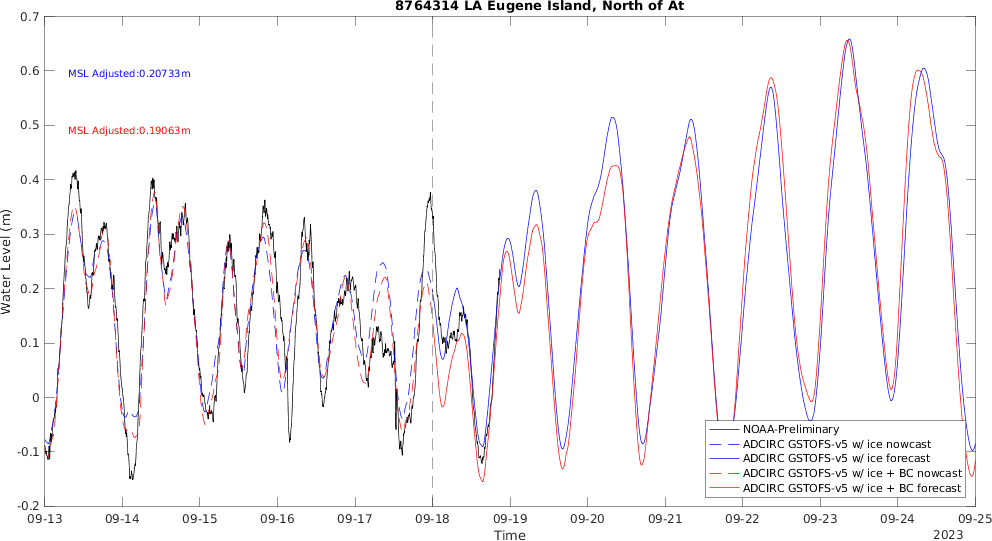 8764314 LA Eugene Island, North of At
Water Level (m)
0.7
0.6
0.5
0.4
0.3
0.2
0.1
0
-0.1
-0.2
MSL Adjusted:0.20733m
MSL Adjusted:0.19063m
NOAA-Preliminary
ADCIRC GSTOFS-v5 w/ ice nowcast
ADCIRC GSTOFS-v5 w/ ice forecast
ADCIRC GSTOFS-v5 w/ ice + BC nowcast
ADCIRC GSTOFS-v5 w/ ice + BC forecast
09-13 09-14 09-15 09-16 09-17 09-18 09-19 09-20 09-21 09-22 09-23 09-24 09-25
Time
2023